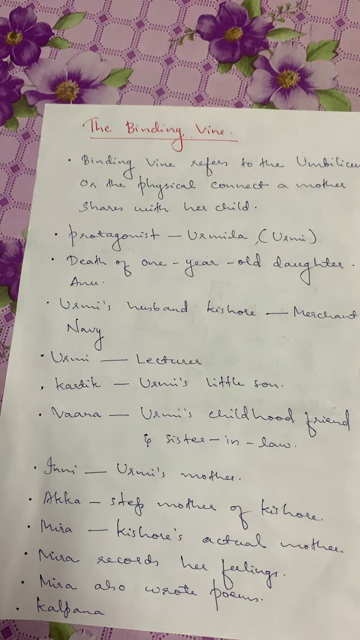 The Binding Vine.
• Binding Vine refers to the Umbilicus
Or the physical connect a mother
shares with her child.
• protagonist — Urmila (Urmi)
• Death of one-year-old daughter.
Anu.
• Urmi's husband kishore — Merchant
Navy
• Urmi — Lecturer
• Kartik — Urmi's little son.
• Vaana — Urmi's childhood friend
& sister-in-law.
• Inni — Urmi's mother.
• Akka — step mother of kishore.
• Mira — kishore's actual mother.
• Mira records her feelings.
• Mira also wrote poems.
• Kalpana